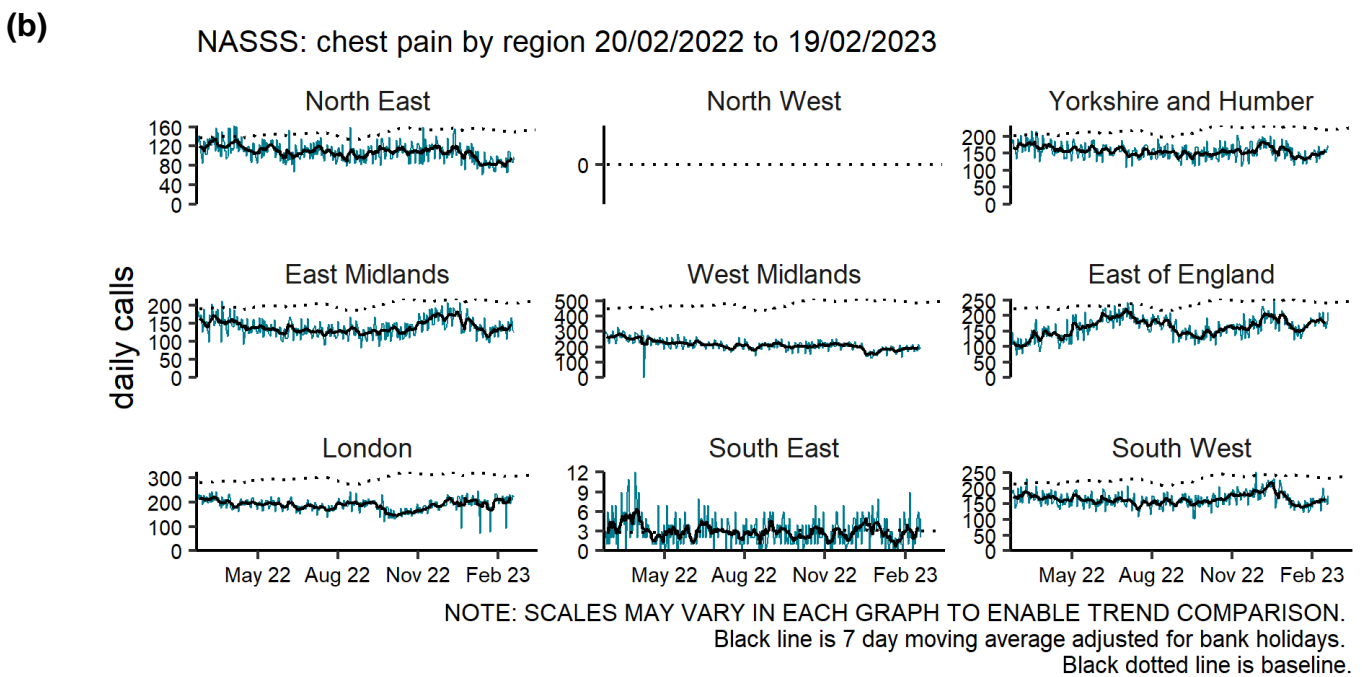 (b)
NASSS: chest pain by region 20/02/2022 to 19/02/2023
daily calls
North East
160
120
80
40
0
North West
0
Yorkshire and Humber
200
150
100
50
0
East Midlands
200
150
100
50
0
West Midlands
500
400
300
200
100
0
East of England
250
200
150
100
50
0
London
300
200
100
0
May 22 Aug 22 Nov 22 Feb 23
South East
12
9
6
3
0
May 22 Aug 22 Nov 22 Feb 23
South West
250
200
150
100
50
0
May 22 Aug 22 Nov 22 Feb 23
NOTE: SCALES MAY VARY IN EACH GRAPH TO ENABLE TREND COMPARISON.
Black line is 7 day moving average adjusted for bank holidays.
Black dotted line is baseline.